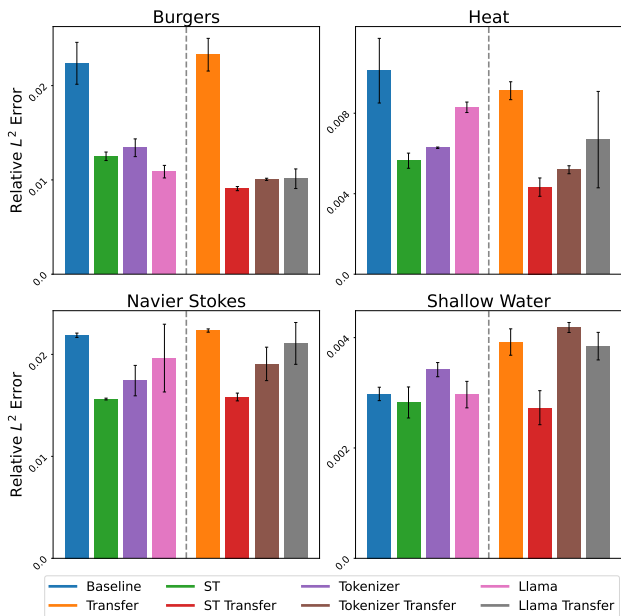 Burgers
Heat
Relative L² Error
0.02
0.01
0.0
0.008
0.004
0.0
Navier Stokes
Shallow Water
Relative L² Error
0.02
0.01
0.0
0.004
0.002
0.0
Baseline ST Tokenizer Llama
Transfer ST Transfer Tokenizer Transfer Llama Transfer